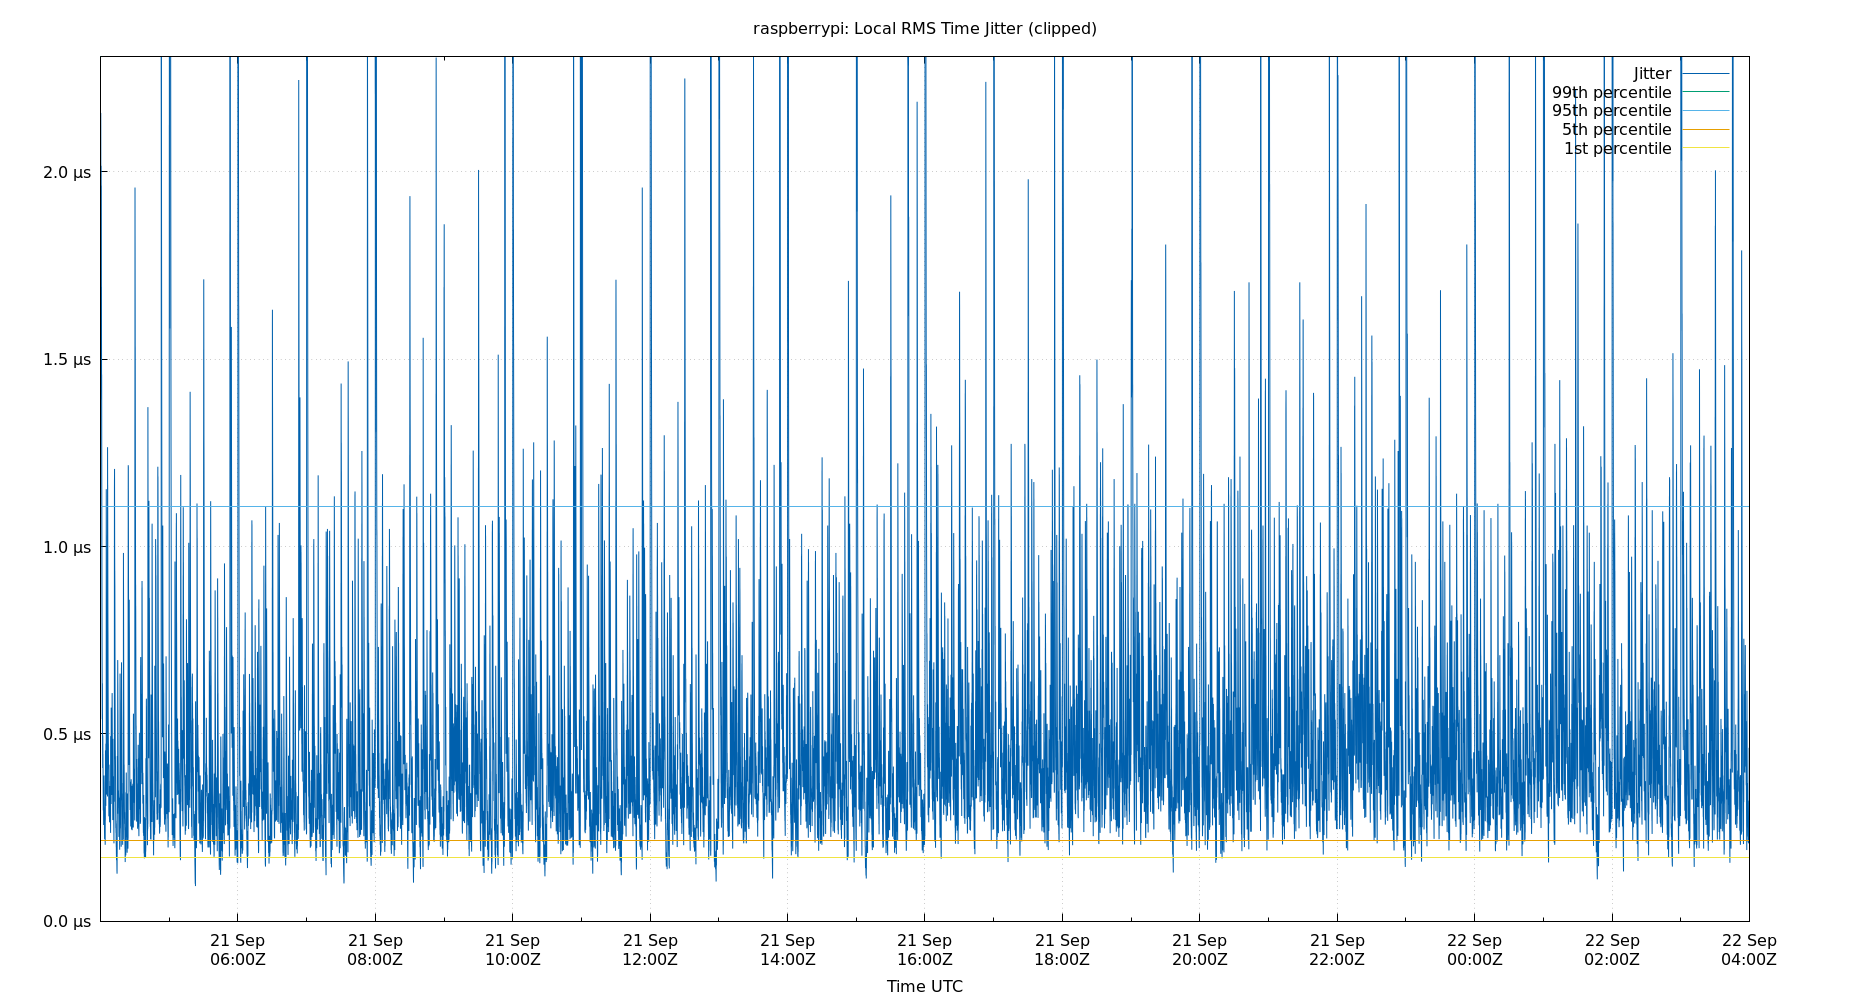 raspberrypi: Local RMS Time Jitter (clipped)
Jitter
99th percentile
95th percentile
5th percentile
1st percentile
2.0 µs
1.5 µs
1.0 µs
0.5 µs
0.0 µs
21 Sep 21 Sep 21 Sep 21 Sep 21 Sep 21 Sep 21 Sep 21 Sep 21 Sep 22 Sep 22 Sep 22 Sep
06:00Z 08:00Z 10:00Z 12:00Z 14:00Z 16:00Z 18:00Z 20:00Z 22:00Z 00:00Z 02:00Z 04:00Z
Time UTC